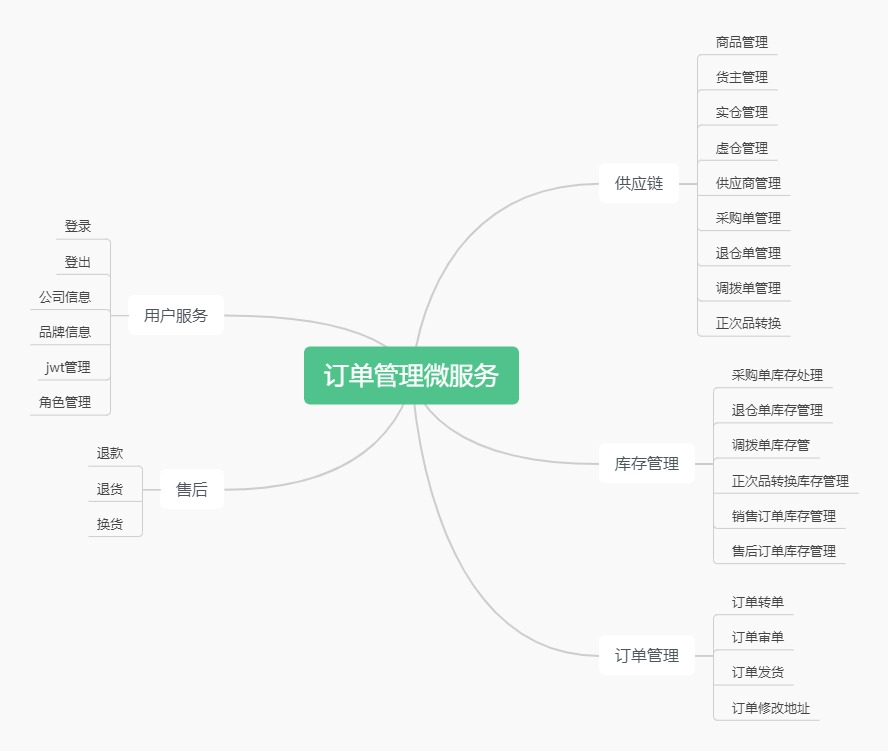 订单管理微服务
供应链
商品管理
货主管理
实仓管理
虚仓管理
供应商管理
采购单管理
退仓单管理
调拨单管理
正次品转换
库存管理
采购单库存处理
退仓单库存管理
调拨单库存管
正次品转换库存管理
销售订单库存管理
售后订单库存管理
订单管理
订单转单
订单审单
订单发货
订单修改地址
用户服务
登录
登出
公司信息
品牌信息
jwt管理
角色管理
售后
退款
退货
换货